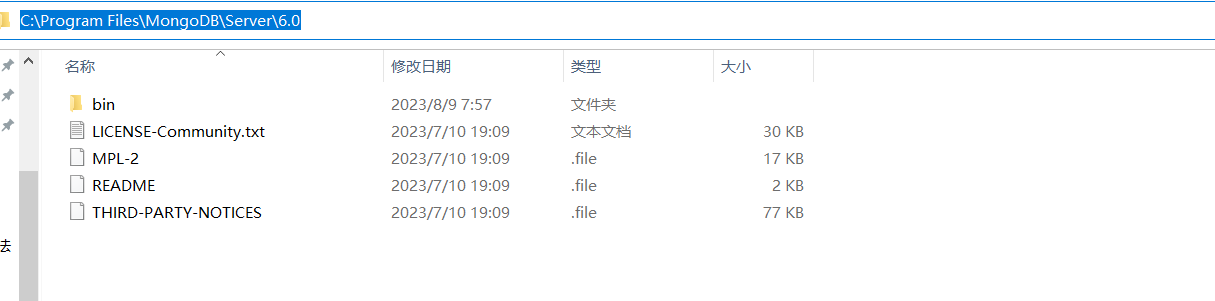 C:\Program Files\MongoDB\Server\6.0
名称 修改日期 类型 大小
bin 2023/8/9 7:57 文件夹
LICENSE-Community.txt 2023/7/10 19:09 文本文档 30 KB
MPL-2 2023/7/10 19:09 .file 17 KB
README 2023/7/10 19:09 .file 2 KB
THIRD-PARTY-NOTICES 2023/7/10 19:09 .file 77 KB
去